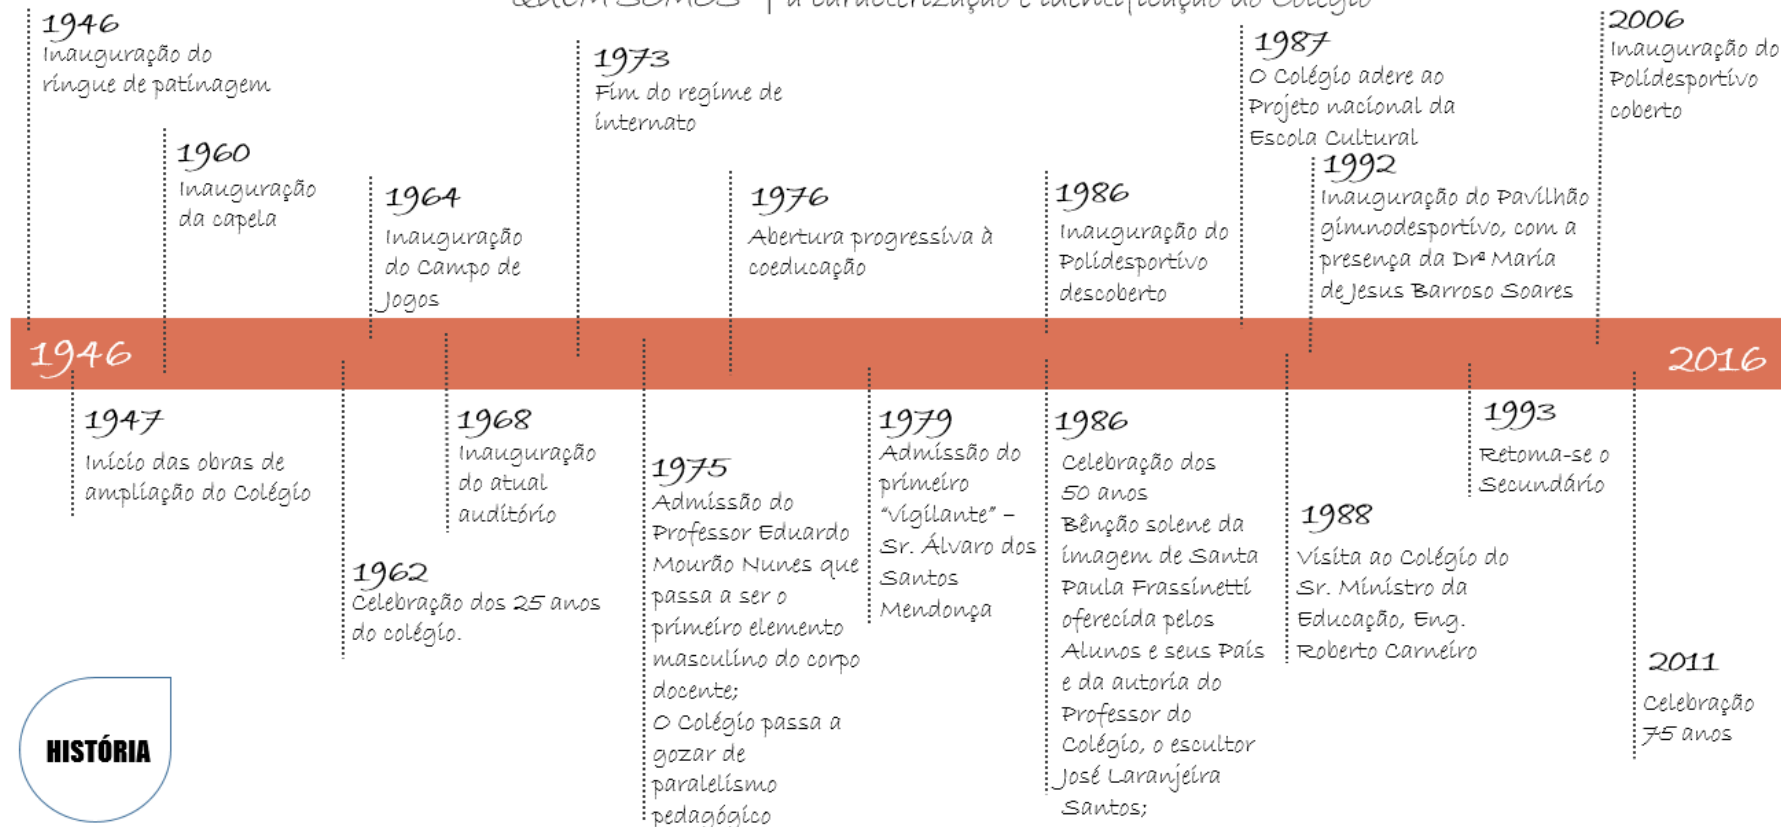 QUEM SOMOS | a caracterização e identificação do Colégio
1946
Inauguração do
ringue de patinagem
1960
Inauguração
da capela
1964
Inauguração
do Campo de
Jogos
1973
Fim do regime de
internato
1976
Abertura progressiva à
coeducação
1986
Inauguração do
Polidesportivo
descoberto
1987
O Colégio adere ao
Projeto nacional da
Escola Cultural
1992
Inauguração do Pavilhão
gimnodesportivo, com a
presença da Drª Maria
de Jesus Barroso Soares
2006
Inauguração do
Polidesportivo
coberto
1946
2016
1947
Início das obras de
ampliação do Colégio
1962
Celebração dos 25 anos
do colégio.
1968
Inauguração
do atual
auditório
1975
Admissão do
Professor Eduardo
Mourão Nunes que
passa a ser o
primeiro elemento
masculino do corpo
docente;
O Colégio passa a
gozar de
paralelismo
pedagógico
1979
Admissão do
primeiro
"vigilante" –
Sr. Álvaro dos
Santos
Mendonça
1986
Celebração dos
50 anos
Bênção solene da
imagem de Santa
Paula Frassinetti
oferecida pelos
Alunos e seus Pais
e da autoria do
Professor do
Colégio, o escultor
José Laranjeira
Santos;
1988
Visita ao Colégio do
Sr. Ministro da
Educação, Eng.
Roberto Carneiro
1993
Retoma-se o
Secundário
2011
Celebração
75 anos
HISTÓRIA